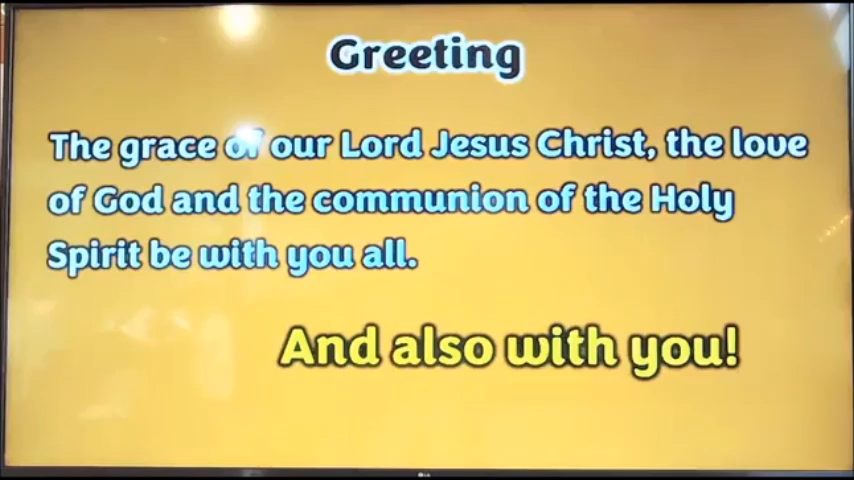 Greeting
The grace of our Lord Jesus Christ, the love
of God and the communion of the Holy
Spirit be with you all.
And also with you!